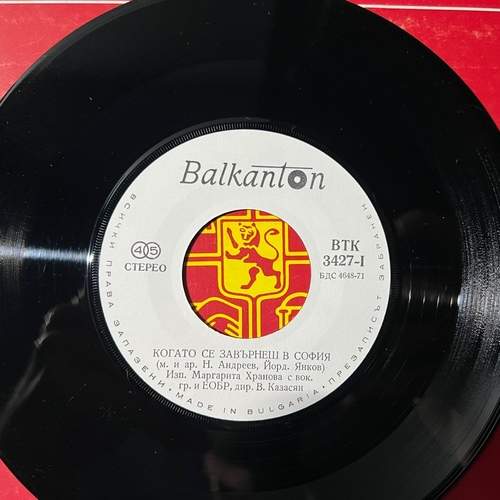 Balkanton
45
СТЕРЕО
ВТК
3427-I
БДС 4048-71
КОГАТО СЕ ЗАВЪРНЕШ В СОФИЯ
(м. и ар. Н. Андреев, Йорд. Янков)
Изп. Маргарита Хранова с вок.
гр. и ЕОБР, дир. В. Казасян
ВСИЧКИ ПРАВА ЗАПАЗЕНИ • MADE IN BULGARIA • ПРЕЗАПИСЪТ ЗАБРАНЕН